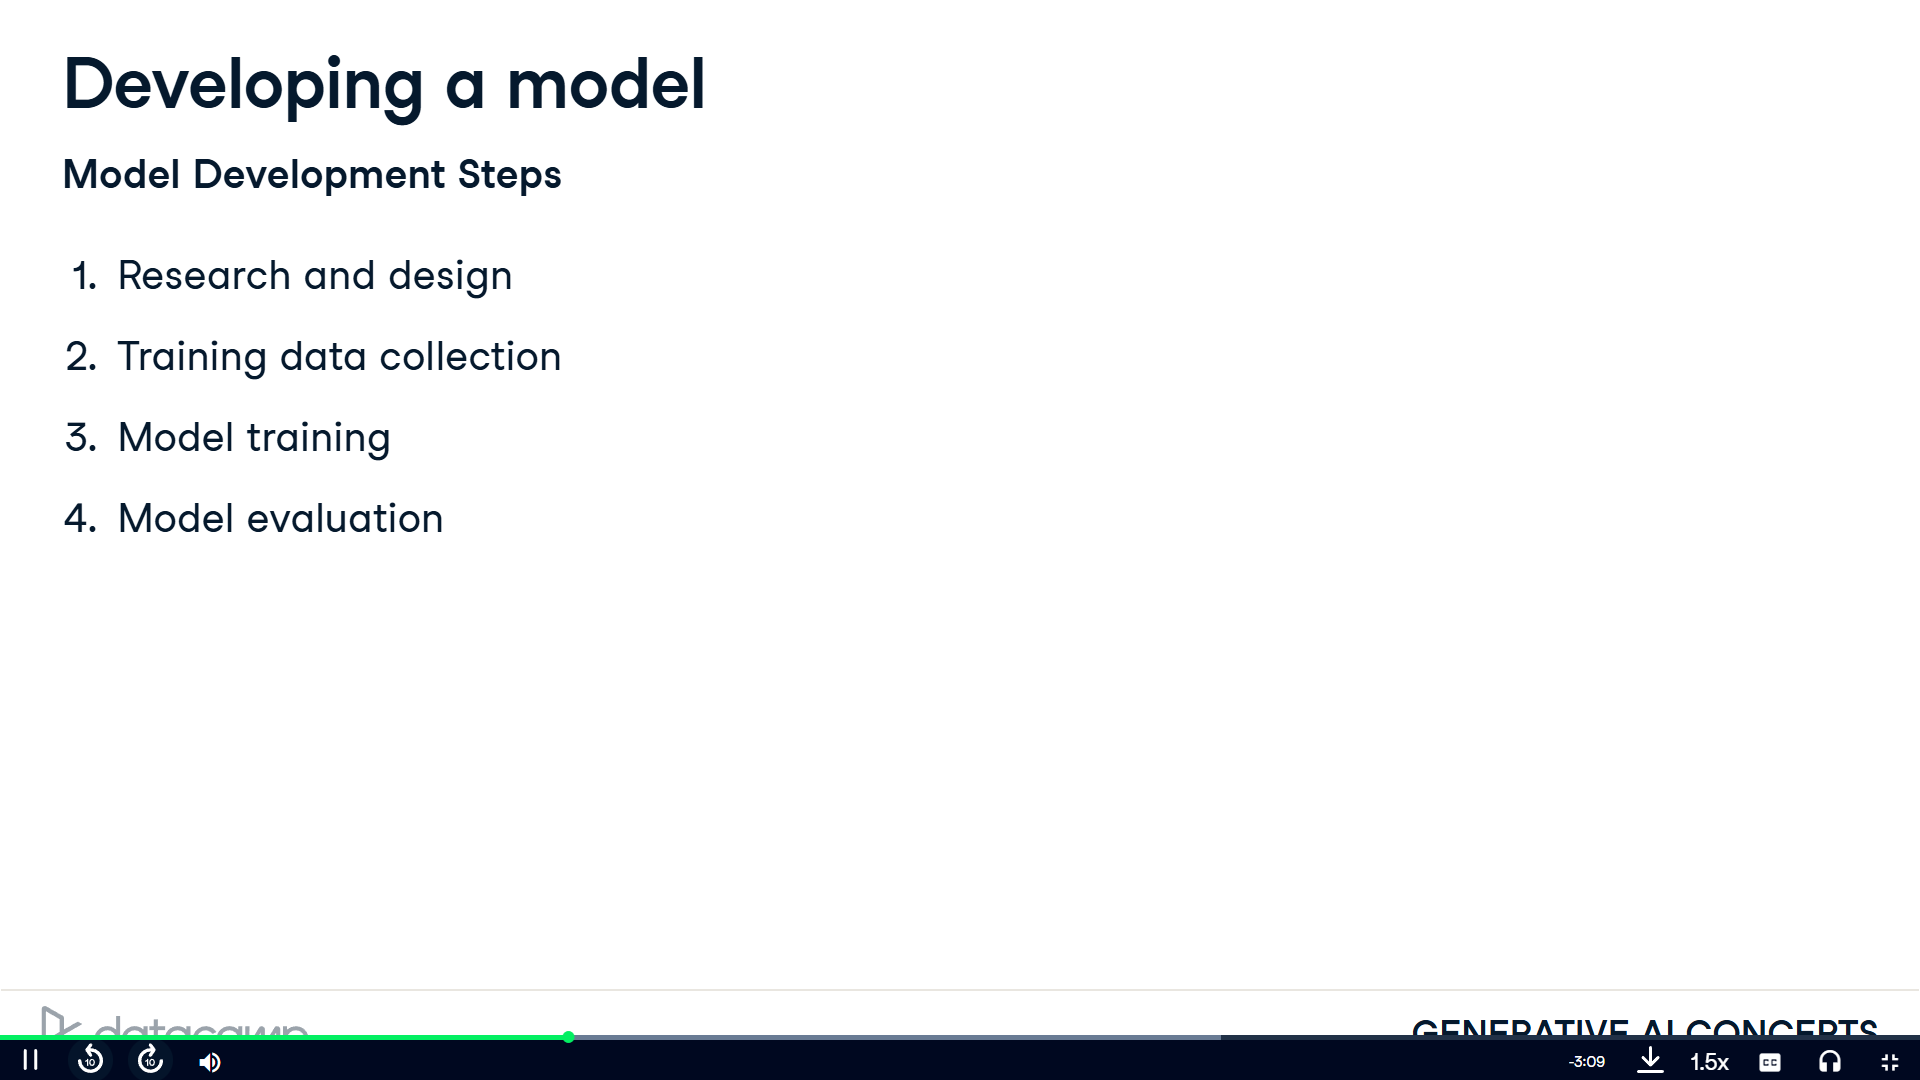 Developing a model
Model Development Steps
1. Research and design
2. Training data collection
3. Model training
4. Model evaluation
datacamp
GENERATIVE AI CONCEPTS
10
10
-3:09
1.5x
CC